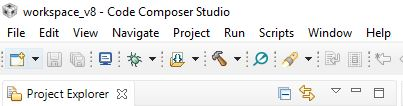 workspace_v8 - Code Composer Studio
File Edit View Navigate Project Run Scripts Window Help
Project Explorer